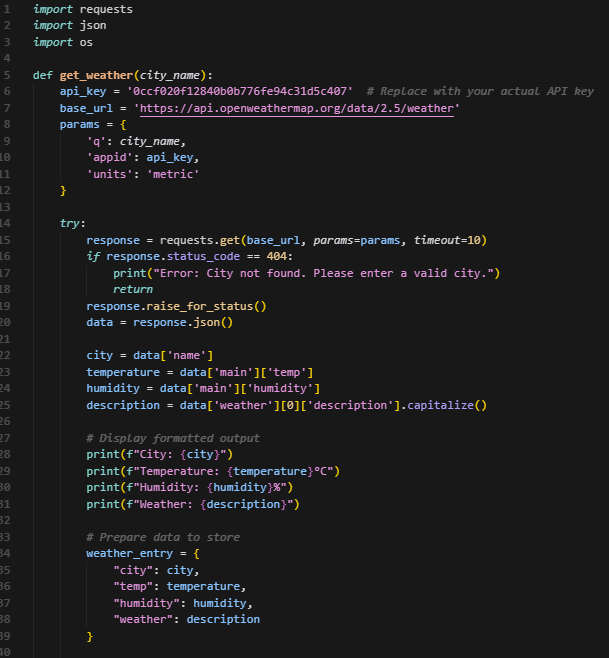 1 import requests
2 import json
3 import os
4
5 def get_weather(city_name):
6     api_key = '0ccf020f12840b0b776fe94c31d5c407'  # Replace with your actual API key
7     base_url = 'https://api.openweathermap.org/data/2.5/weather'
8     params = {
9         'q': city_name,
10         'appid': api_key,
11         'units': 'metric'
12     }
13
14     try:
15         response = requests.get(base_url, params=params, timeout=10)
16         if response.status_code == 404:
17             print("Error: City not found. Please enter a valid city.")
18             return
19         response.raise_for_status()
20         data = response.json()
21
22         city = data['name']
23         temperature = data['main']['temp']
24         humidity = data['main']['humidity']
25         description = data['weather'][0]['description'].capitalize()
26
27         # Display formatted output
28         print(f"City: {city}")
29         print(f"Temperature: {temperature}°C")
30         print(f"Humidity: {humidity}%")
31         print(f"Weather: {description}")
32
33         # Prepare data to store
34         weather_entry = {
35             "city": city,
36             "temp": temperature,
37             "humidity": humidity,
38             "weather": description
39         }
40